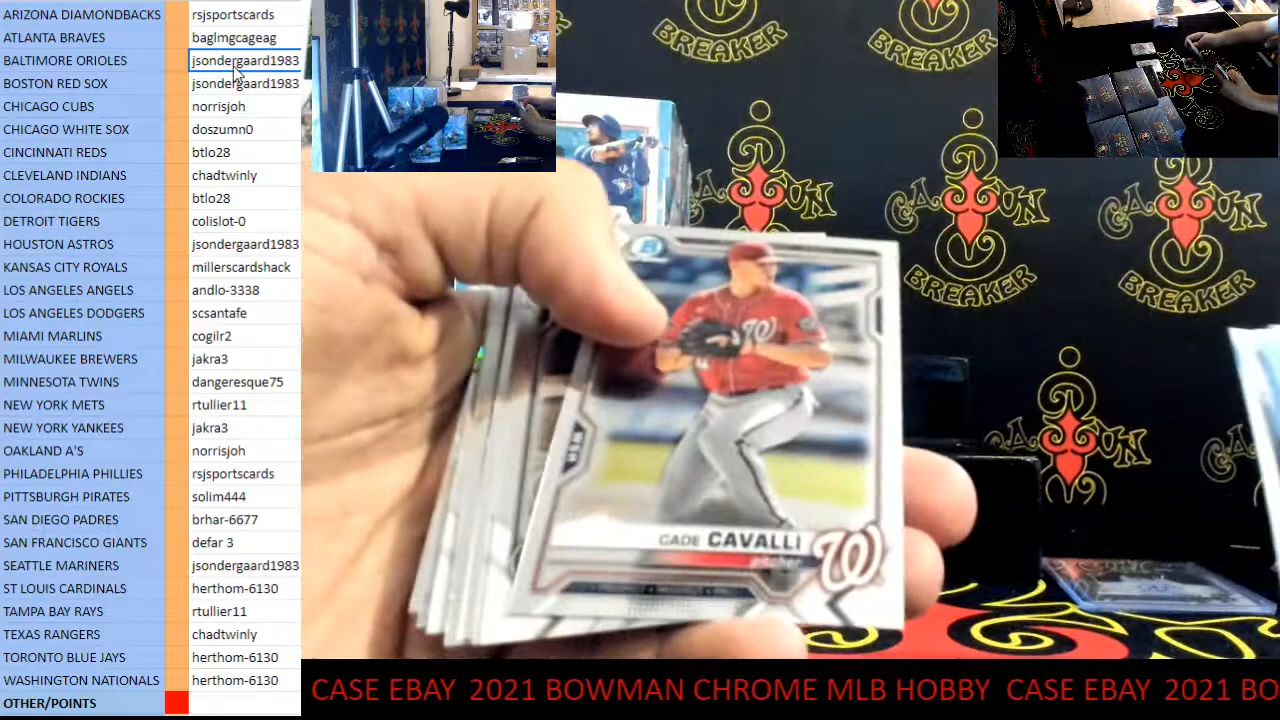 ARIZONA DIAMONDBACKS rsjsportscards
ATLANTA BRAVES baglmgcageag
BALTIMORE ORIOLES jsondergaard1983
BOSTON RED SOX jsondergaard1983
CHICAGO CUBS norrisjoh
CHICAGO WHITE SOX doszumn0
CINCINNATI REDS btlo28
CLEVELAND INDIANS chadtwinly
COLORADO ROCKIES btlo28
DETROIT TIGERS colislot-0
HOUSTON ASTROS jsondergaard1983
KANSAS CITY ROYALS millerscardshack
LOS ANGELES ANGELS andlo-3338
LOS ANGELES DODGERS scsantafe
MIAMI MARLINS cogilr2
MILWAUKEE BREWERS jakra3
MINNESOTA TWINS dangeresque75
NEW YORK METS rtullier11
NEW YORK YANKEES jakra3
OAKLAND A'S norrisjoh
PHILADELPHIA PHILLIES rsjsportscards
PITTSBURGH PIRATES solim444
SAN DIEGO PADRES brhar-6677
SAN FRANCISCO GIANTS defar 3
SEATTLE MARINERS jsondergaard1983
ST LOUIS CARDINALS herthom-6130
TAMPA BAY RAYS rtullier11
TEXAS RANGERS chadtwinly
TORONTO BLUE JAYS herthom-6130
WASHINGTON NATIONALS herthom-6130
OTHER/POINTS
BREAKER
BREAKER
CAJUN
BREAKER
CAJUN
BREAKER
CAJUN
BREAKER
W
CADE CAVALLI
pitcher
W
CASE EBAY 2021 BOWMAN CHROME MLB HOBBY CASE EBAY 2021 BO